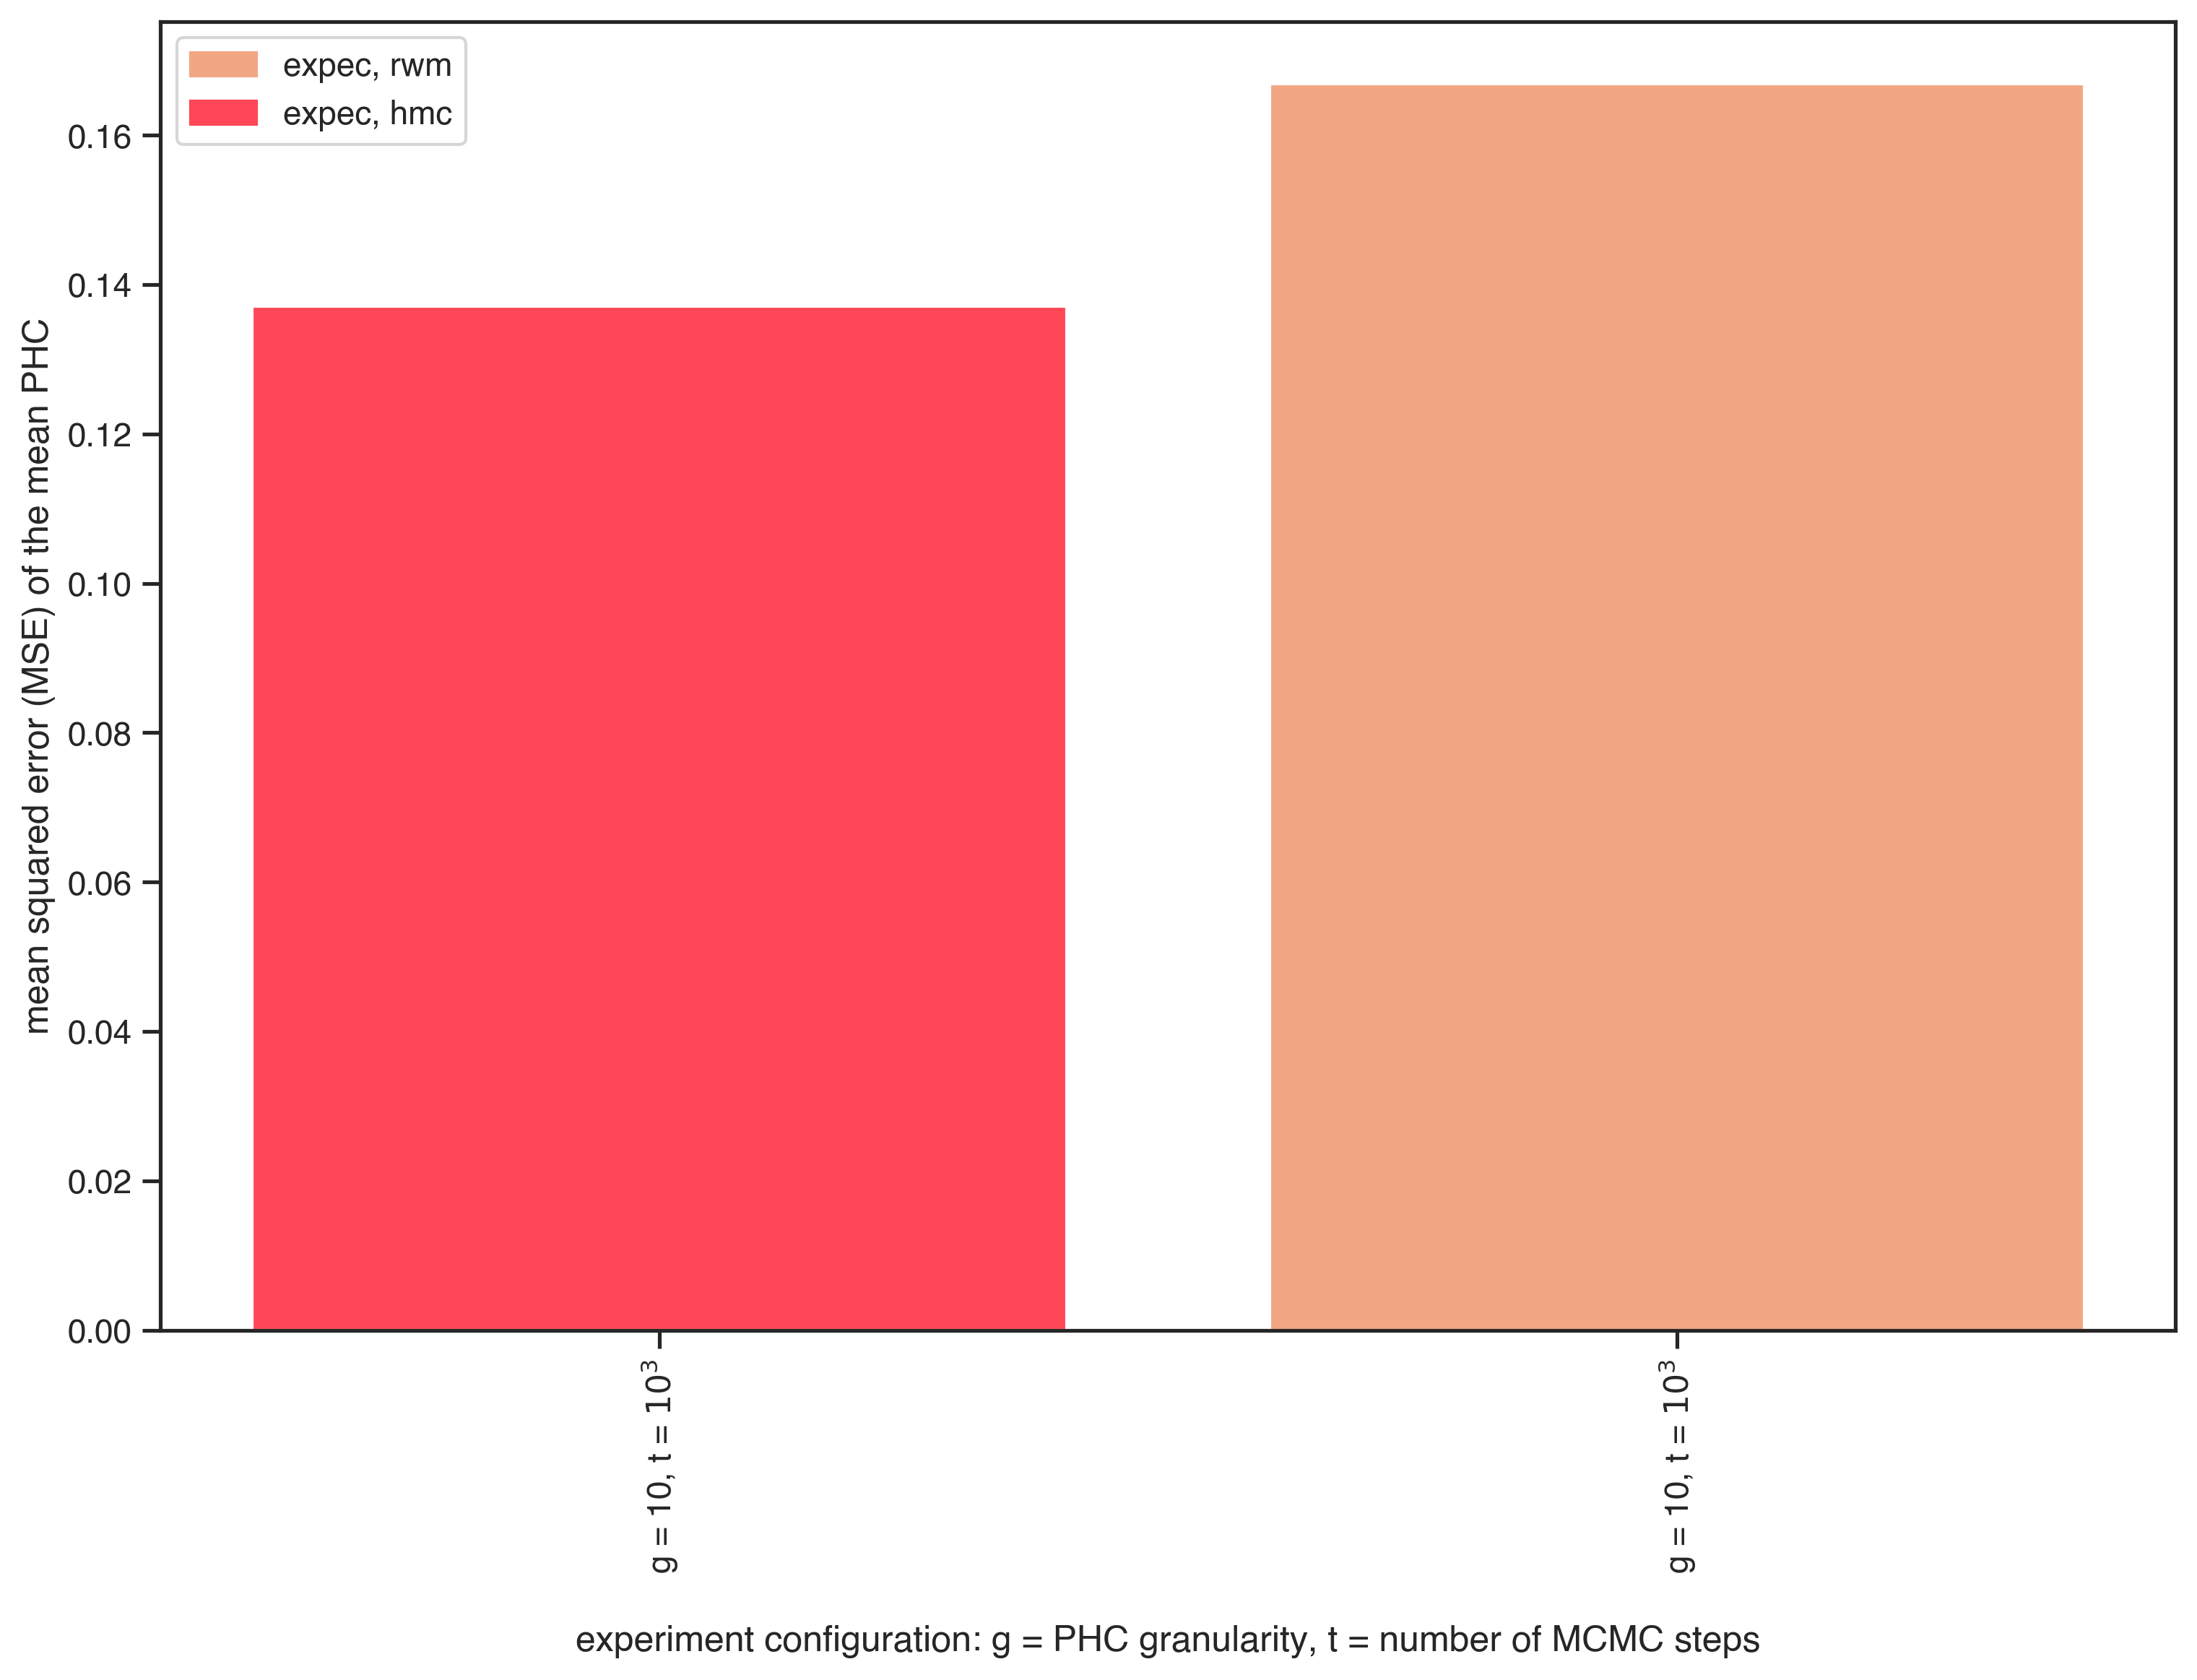 expec, rwm
expec, hmc
mean squared error (MSE) of the mean PHC
0.16
0.14
0.12
0.10
0.08
0.06
0.04
0.02
0.00
g = 10, t = 10³
g = 10, t = 10³
experiment configuration: g = PHC granularity, t = number of MCMC steps